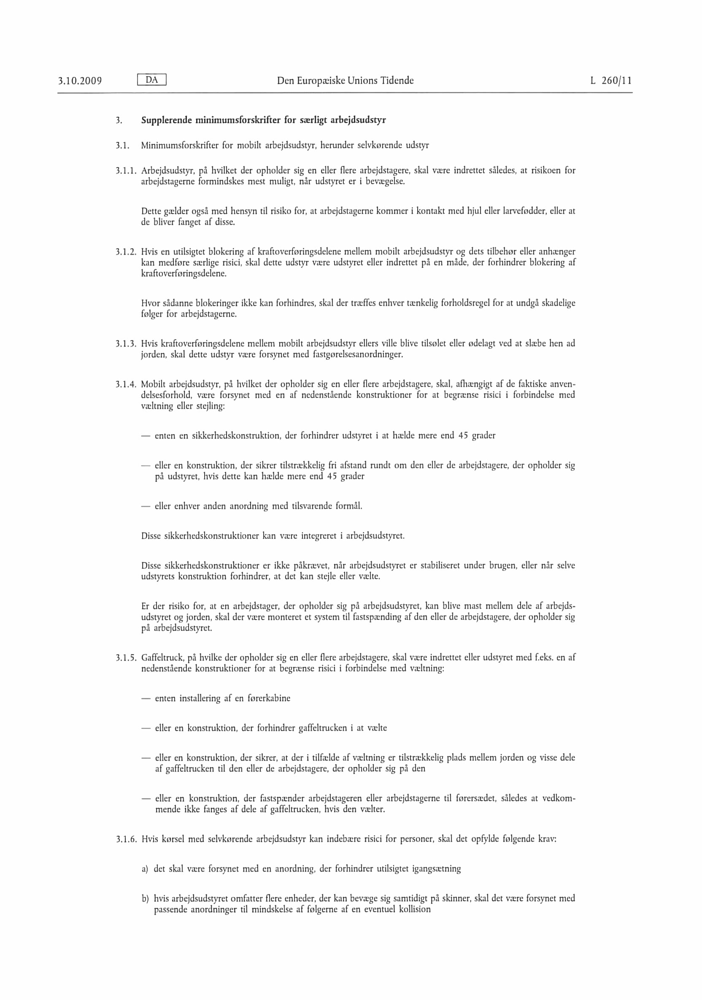 3.10.2009 DA Den Europæiske Unions Tidende L 260/11
3. Supplerende minimumsforskrifter for særligt arbejdsudstyr
3.1. Minimumsforskrifter for mobilt arbejdsudstyr, herunder selvkørende udstyr
3.1.1. Arbejdsudstyr, på hvilket der opholder sig en eller flere arbejdstagere, skal være indrettet således, at risikoen for
arbejdstagerne formindskes mest muligt, når udstyret er i bevægelse.
Dette gælder også med hensyn til risiko for, at arbejdstagerne kommer i kontakt med hjul eller larvefødder, eller at
de bliver fanget af disse.
3.1.2. Hvis en utilsigtet blokering af kraftoverføringsdelene mellem mobilt arbejdsudstyr og dets tilbehør eller anhænger
kan medføre særlige risici, skal dette udstyr være udstyret eller indrettet på en måde, der forhindrer blokering af
kraftoverføringsdelene.
Hvor sådanne blokeringer ikke kan forhindres, skal der træffes enhver tænkelig forholdsregel for at undgå skadelige
følger for arbejdstagerne.
3.1.3. Hvis kraftoverføringsdelene mellem mobilt arbejdsudstyr ellers ville blive tilsølet eller ødelagt ved at slæbe hen ad
jorden, skal dette udstyr være forsynet med fastgørelsesanordninger.
3.1.4. Mobilt arbejdsudstyr, på hvilket der opholder sig en eller flere arbejdstagere, skal, afhængigt af de faktiske anven-
delsesforhold, være forsynet med en af nedenstående konstruktioner for at begrænse risici i forbindelse med
væltning eller stejling:
— enten en sikkerhedskonstruktion, der forhindrer udstyret i at hælde mere end 45 grader
— eller en konstruktion, der sikrer tilstrækkelig fri afstand rundt om den eller de arbejdstagere, der opholder sig
på udstyret, hvis dette kan hælde mere end 45 grader
— eller enhver anden anordning med tilsvarende formål.
Disse sikkerhedskonstruktioner kan være integreret i arbejdsudstyret.
Disse sikkerhedskonstruktioner er ikke påkrævet, når arbejdsudstyret er stabiliseret under brugen, eller når selve
udstyrets konstruktion forhindrer, at det kan stejle eller vælte.
Er der risiko for, at en arbejdstager, der opholder sig på arbejdsudstyret, kan blive mast mellem dele af arbejds-
udstyret og jorden, skal der være monteret et system til fastspænding af den eller de arbejdstagere, der opholder sig
på arbejdsudstyret.
3.1.5. Gaffeltruck, på hvilke der opholder sig en eller flere arbejdstagere, skal være indrettet eller udstyret med f.eks. en af
nedenstående konstruktioner for at begrænse risici i forbindelse med væltning:
— enten installering af en førerkabine
— eller en konstruktion, der forhindrer gaffeltrucken i at vælte
— eller en konstruktion, der sikrer, at der i tilfælde af væltning er tilstrækkelig plads mellem jorden og visse dele
af gaffeltrucken til den eller de arbejdstagere, der opholder sig på den
— eller en konstruktion, der fastspænder arbejdstageren eller arbejdstagerne til førersædet, således at vedkom-
mende ikke fanges af dele af gaffeltrucken, hvis den vælter.
3.1.6. Hvis kørsel med selvkørende arbejdsudstyr kan indebære risici for personer, skal det opfylde følgende krav:
a) det skal være forsynet med en anordning, der forhindrer utilsigtet igangsætning
b) hvis arbejdsudstyret omfatter flere enheder, der kan bevæge sig samtidigt på skinner, skal det være forsynet med
passende anordninger til mindskelse af følgerne af en eventuel kollision